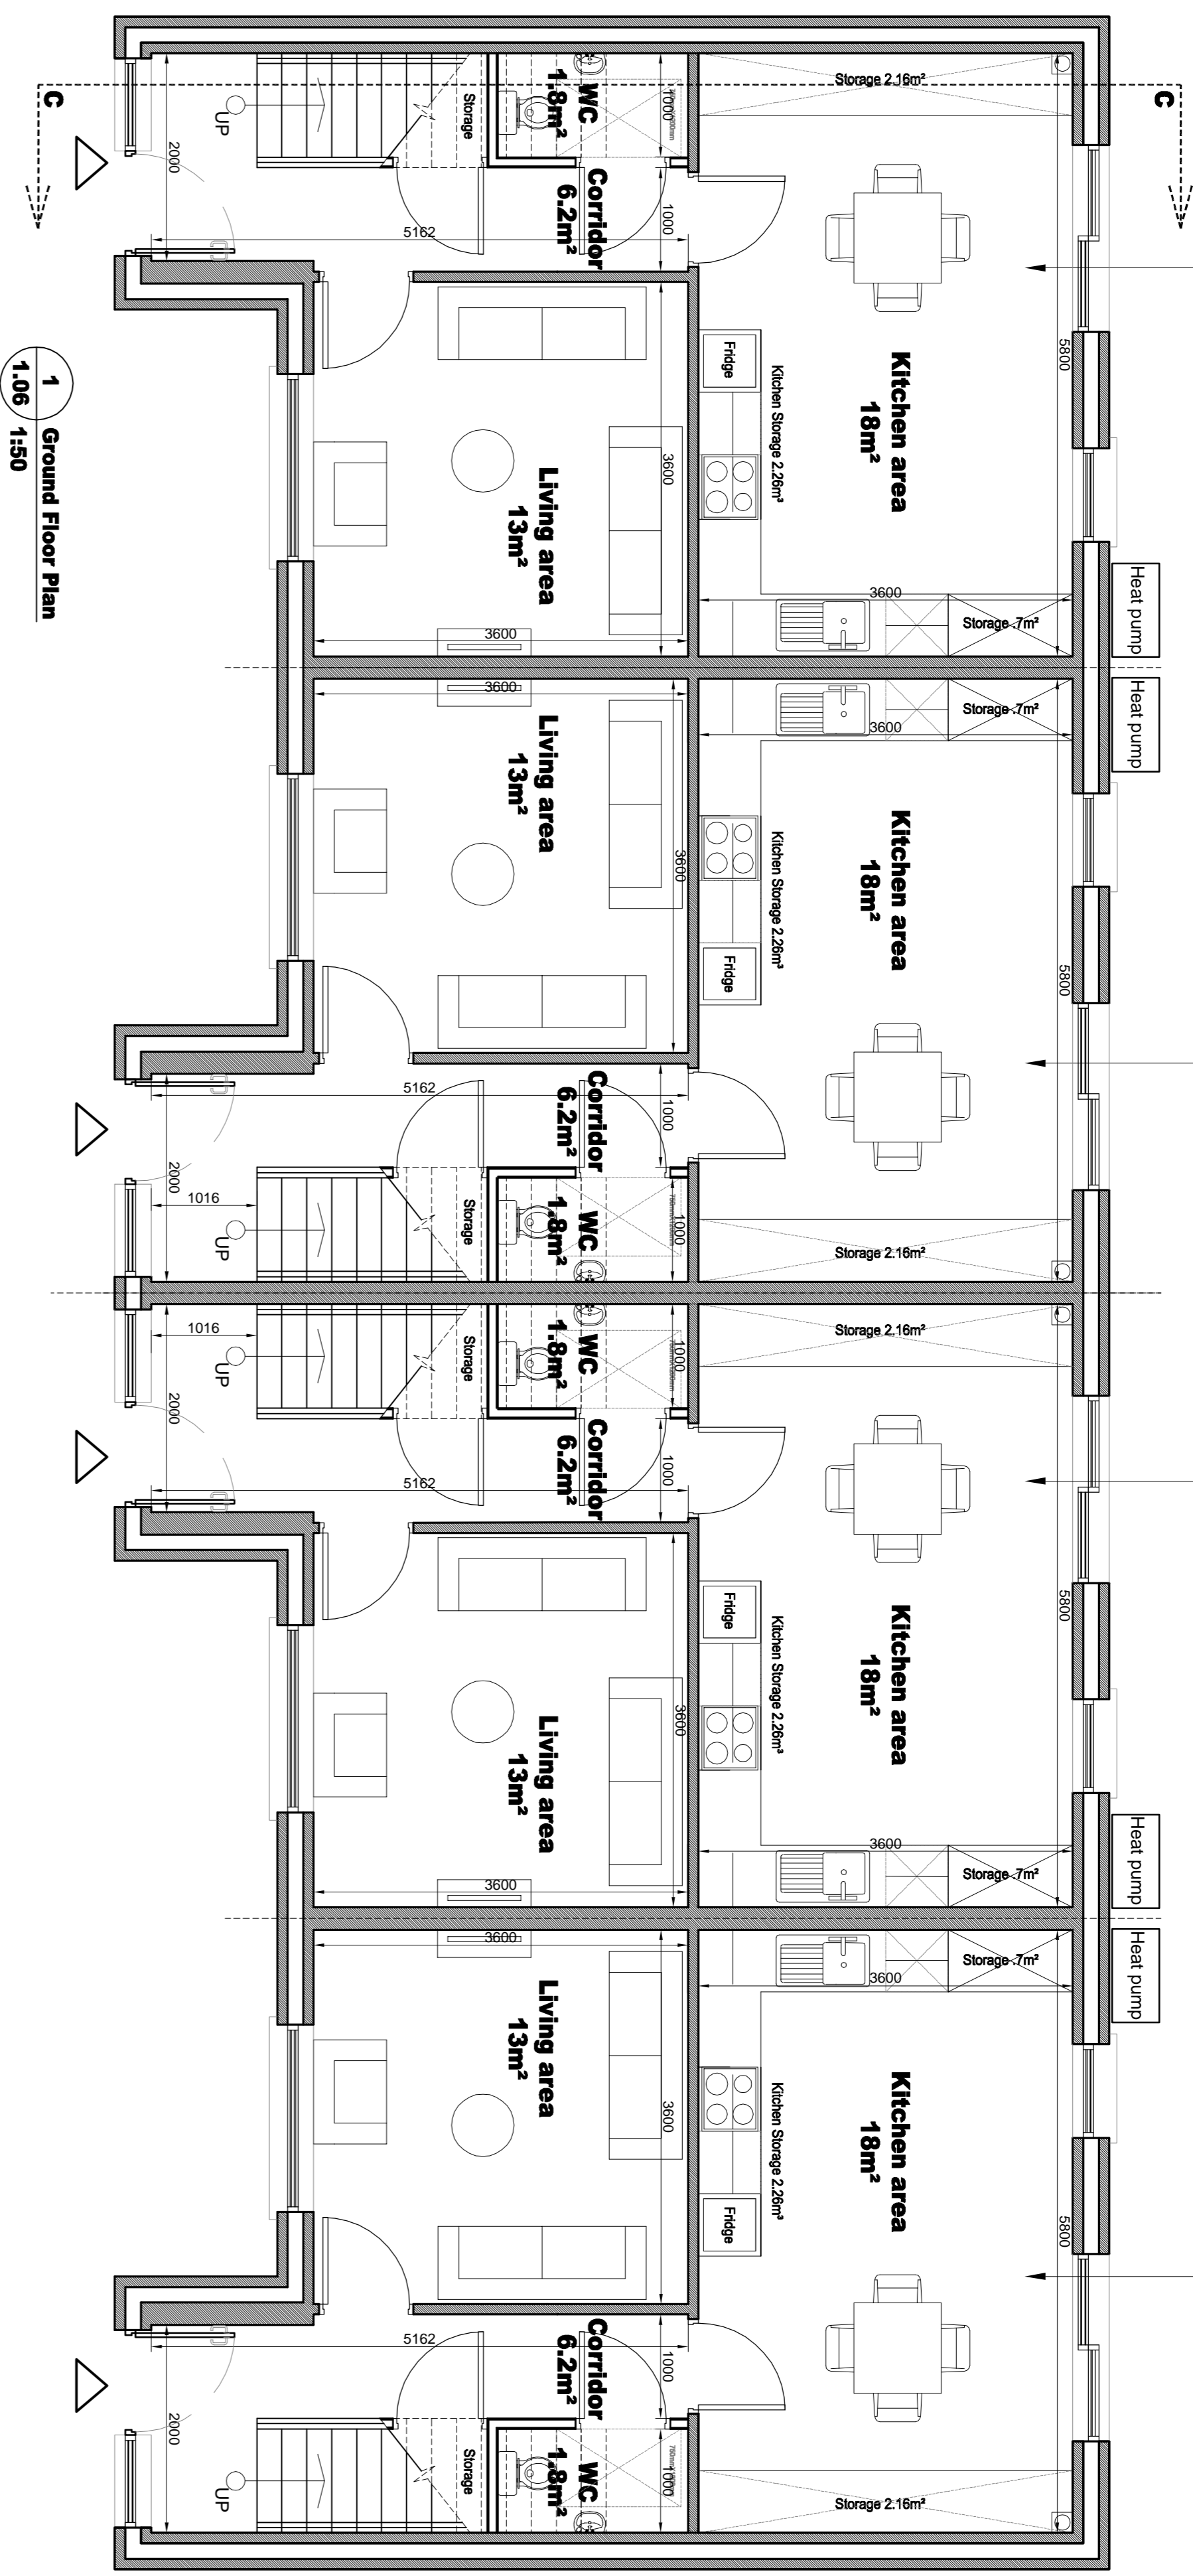 C
C
Storage 2.16m²
WC
1.8m²
1000
Storage
UP
2000
Corridor
6.2m²
1000
5162
5800
Kitchen area
18m²
Kitchen Storage 2.26m³
Fridge
Living area
13m²
3600
3600
3600
Storage .7m²
Heat pump
Heat pump
Storage .7m²
3600
3600
3600
Living area
13m²
Kitchen area
18m²
Kitchen Storage 2.26m³
Fridge
5800
5162
Corridor
6.2m²
1000
2000
1016
UP
Storage
WC
1.8m²
1000
Storage 2.16m²
Storage 2.16m²
WC
1.8m²
1000
Storage
1016
UP
2000
Corridor
6.2m²
1000
5162
5800
Kitchen area
18m²
Kitchen Storage 2.26m³
Fridge
Living area
13m²
3600
3600
3600
Storage .7m²
Heat pump
Heat pump
Storage .7m²
3600
3600
3600
Living area
13m²
Kitchen area
18m²
Kitchen Storage 2.26m³
Fridge
5800
5162
Corridor
6.2m²
1000
2000
UP
Storage
WC
1.8m²
1000
Storage 2.16m²
1
1.06
Ground Floor Plan
1:50